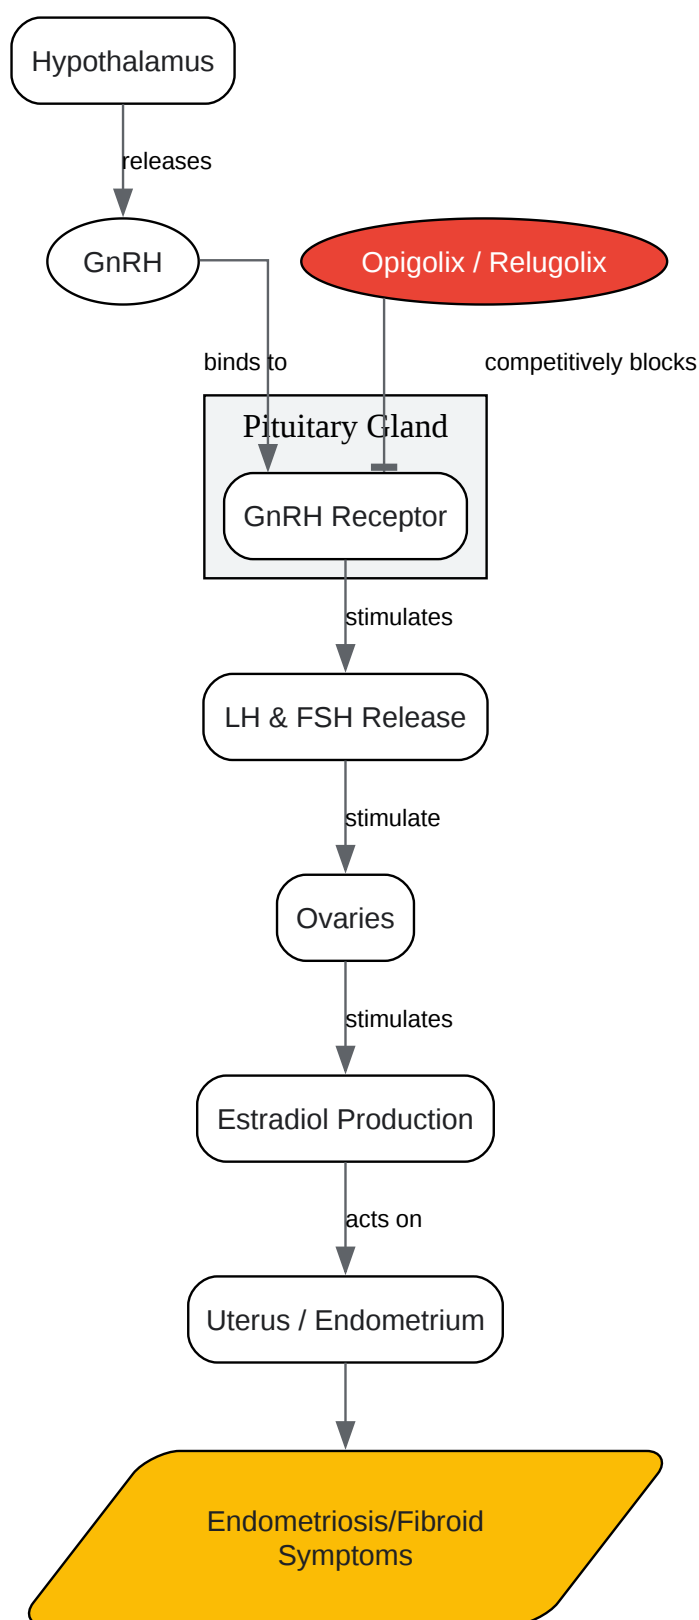 Hypothalamus
releases
GnRH
Opigolix / Relugolix
binds to
competitively blocks
Pituitary Gland
GnRH Receptor
stimulates
LH & FSH Release
stimulate
Ovaries
stimulates
Estradiol Production
acts on
Uterus / Endometrium
Endometriosis/Fibroid
Symptoms